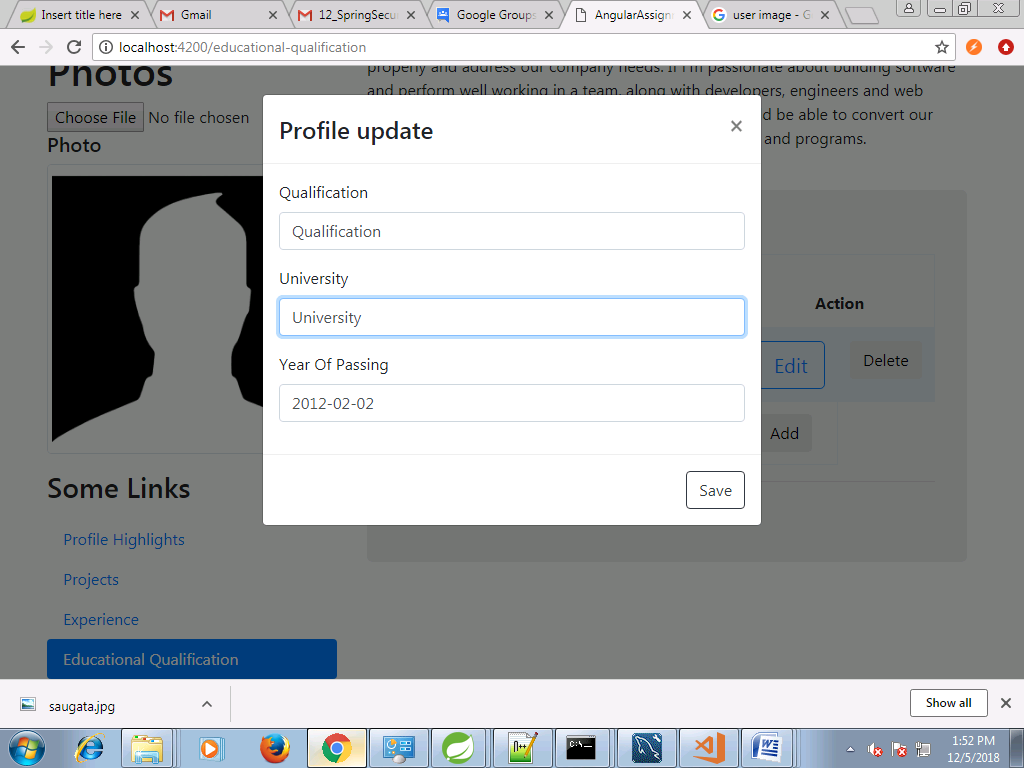 Insert title here
Gmail
12_SpringSecu
Google Groups
AngularAssign
user image - G
localhost:4200/educational-qualification
Photos
Choose File No file chosen
Photo
properly and address our company needs. If I'm passionate about building software
and perform well working in a team, along with developers, engineers and web
d be able to convert our
and programs.
Profile update
×
Qualification
Qualification
University
University
Year Of Passing
2012-02-02
Save
Action
Edit
Delete
Add
Some Links
Profile Highlights
Projects
Experience
Educational Qualification
saugata.jpg
Show all
N++
C:\_
W
1:52 PM
12/5/2018